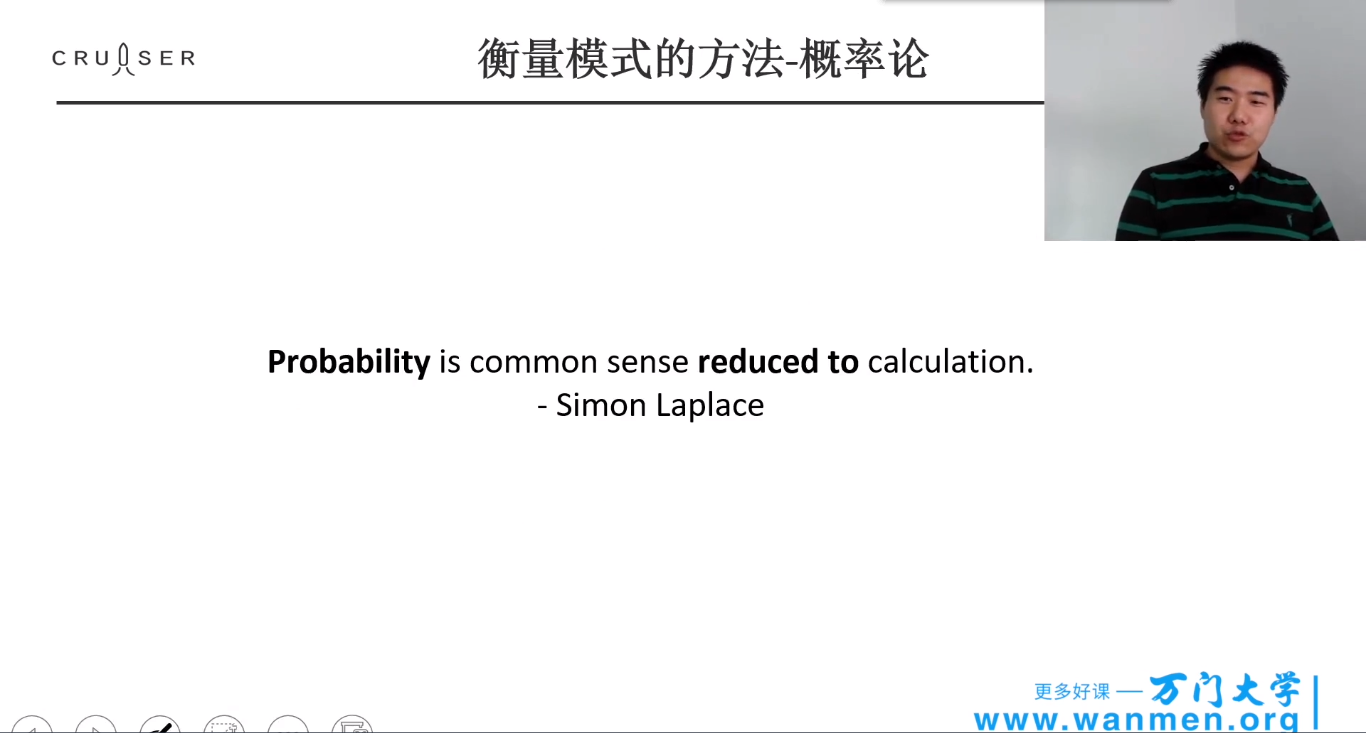 CRUISER
衡量模式的方法-概率论
Probability is common sense reduced to calculation.
- Simon Laplace
更多好课 — 万门大学
www.wanmen.org